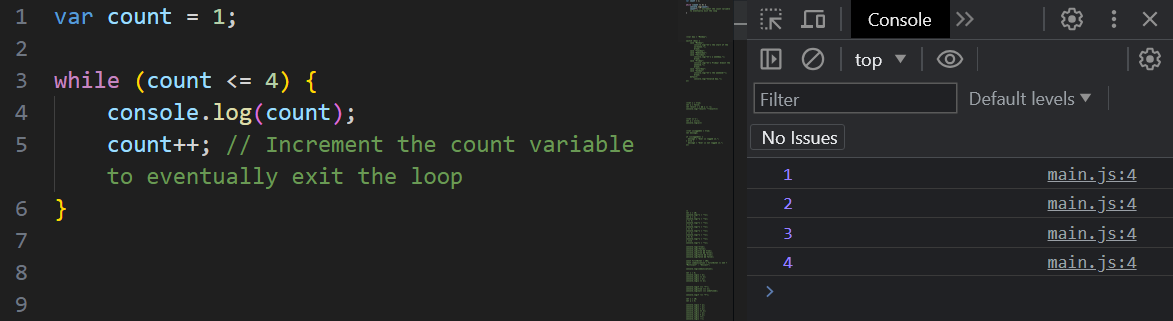 1 var count = 1;
2
3 while (count <= 4) {
4     console.log(count);
5     count++; // Increment the count variable
    to eventually exit the loop
6 }
7
8
9
Console
top
Filter
Default levels
No Issues
1 main.js:4
2 main.js:4
3 main.js:4
4 main.js:4